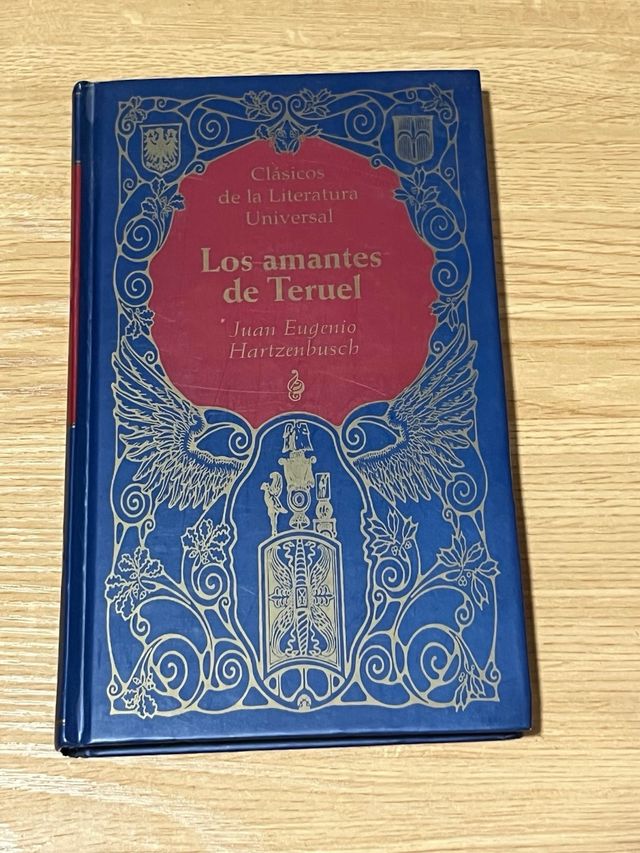 Clásicos
de la Literatura
Universal
Los amantes
de Teruel
Juan Eugenio
Hartzenbusch